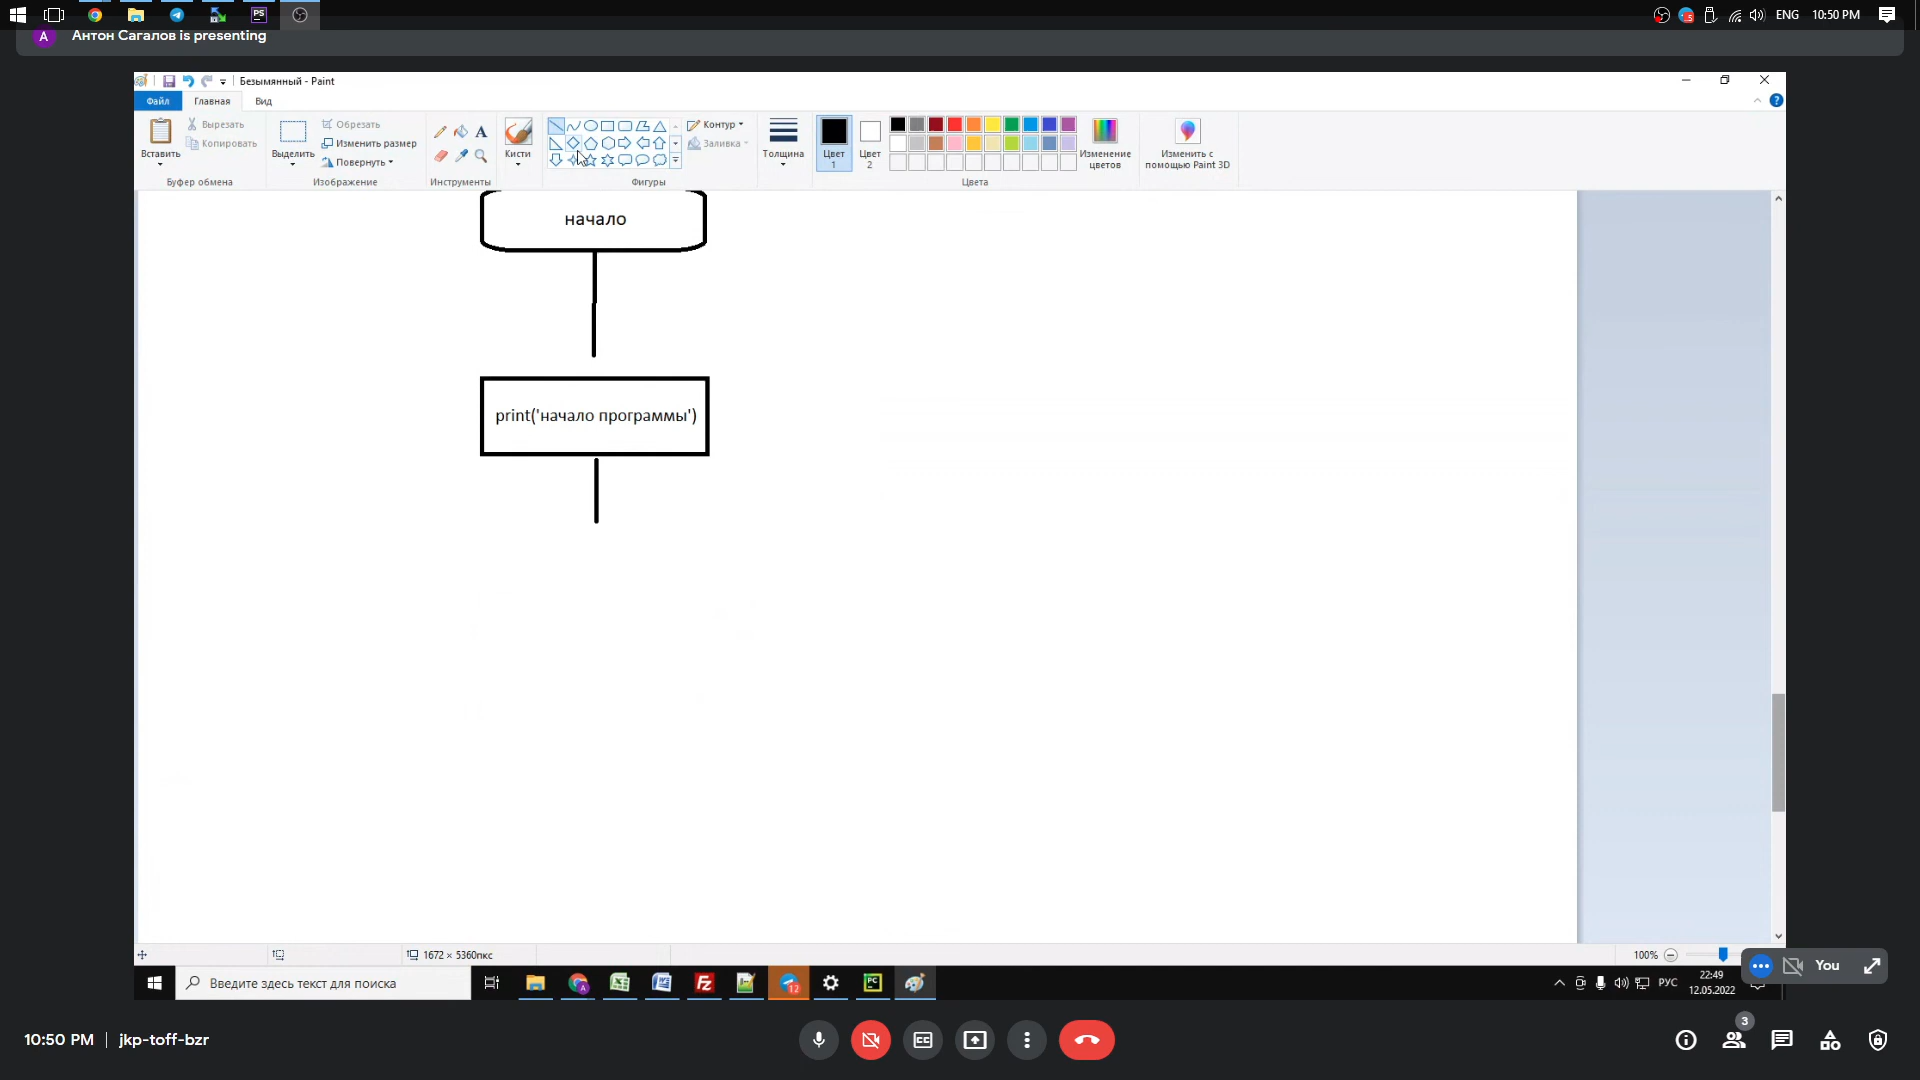 ENG 10:50 PM
A Антон Сагалов is presenting
Безымянный - Paint
Файл Главная Вид
Вставить
Вырезать
Копировать
Буфер обмена
Выделить
Обрезать
Изменить размер
Повернуть
Изображение
Инструменты
Кисти
Контур
Заливка
Фигуры
Толщина
Цвет
1
Цвет
2
Изменение
цветов
Цвета
Изменить с
помощью Paint 3D
начало
print('начало программы')
1672 × 5360пкс
100%
Введите здесь текст для поиска
12
РУС
22:49
12.05.2022
You
10:50 PM | jkp-toff-bzr
3